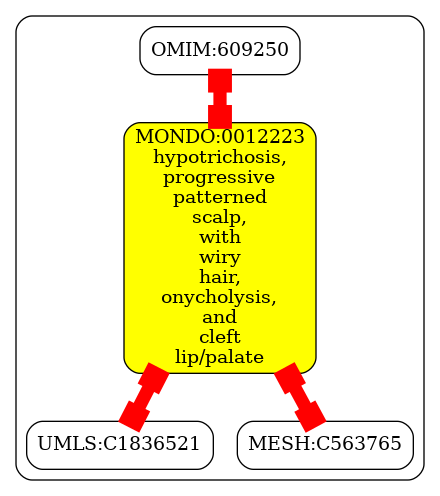 OMIM:609250
MONDO:0012223
hypotrichosis,
progressive
patterned
scalp,
with
wiry
hair,
onycholysis,
and
cleft
lip/palate
UMLS:C1836521
MESH:C563765